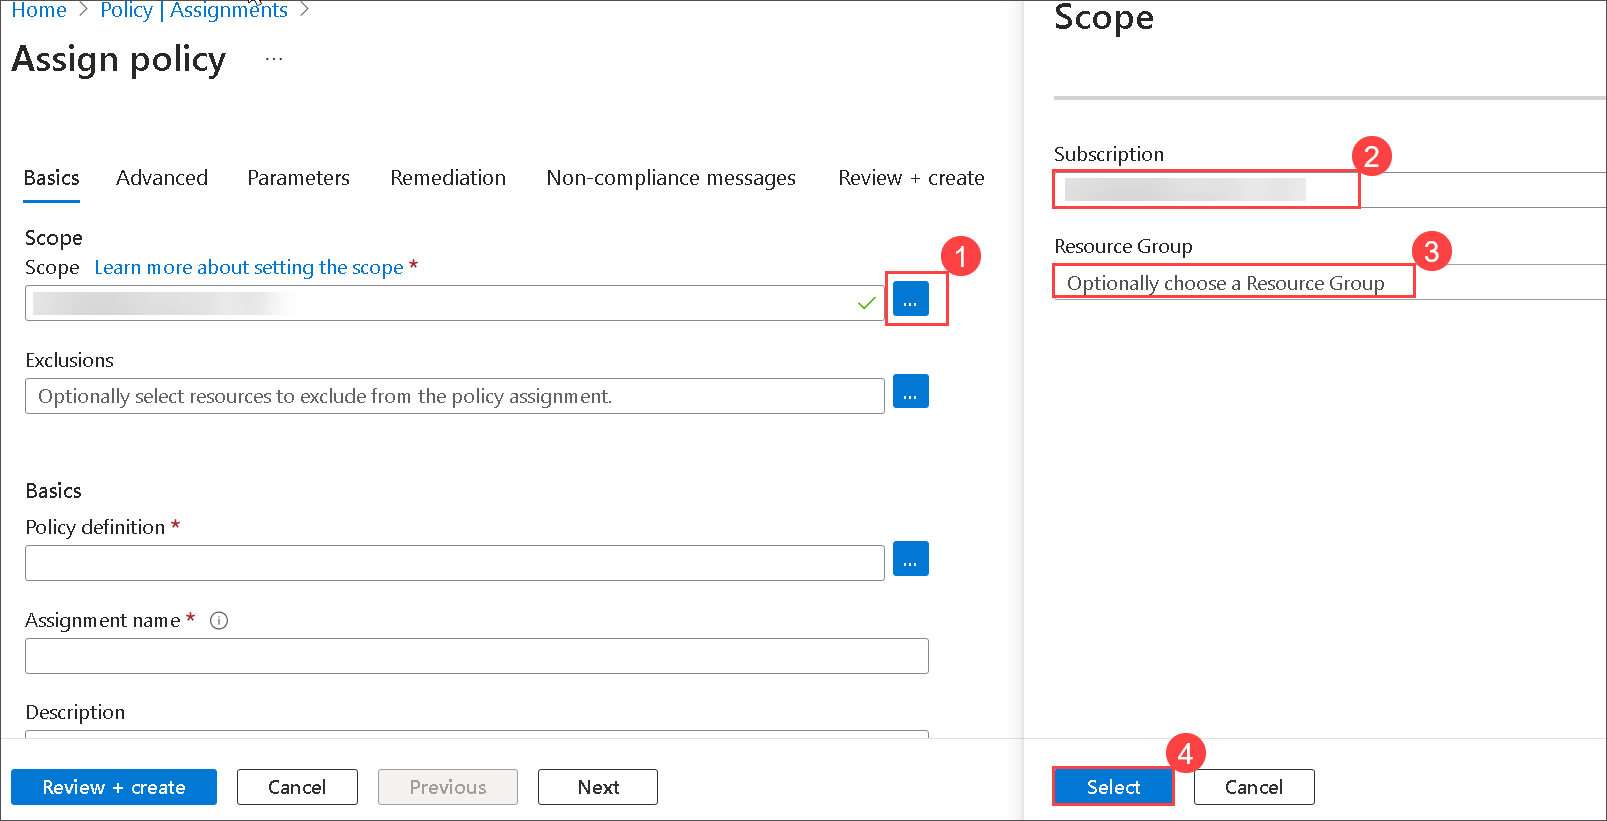 Home > Policy | Assignments >
Assign policy ...
Basics Advanced Parameters Remediation Non-compliance messages Review + create
Scope
Scope Learn more about setting the scope *
...
1
Exclusions
Optionally select resources to exclude from the policy assignment.
...
Basics
Policy definition *
...
Assignment name *
Description
Review + create Cancel Previous Next
Scope
Subscription
2
Resource Group
3
Optionally choose a Resource Group
4
Select Cancel